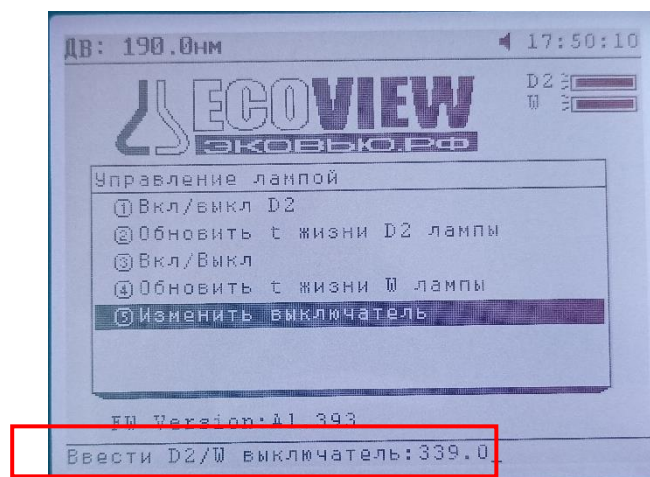 ДВ: 190.0нм 17:50:10
ECOVIEW
ЭКОВЬЮ.РФ
D2
W
Управление лампой
①Вкл/выкл D2
②Обновить t жизни D2 лампы
③Вкл/Выкл
④Обновить t жизни W лампы
⑤Изменить выключатель
FW Version:A1.393
Ввести D2/W выключатель:339.0_